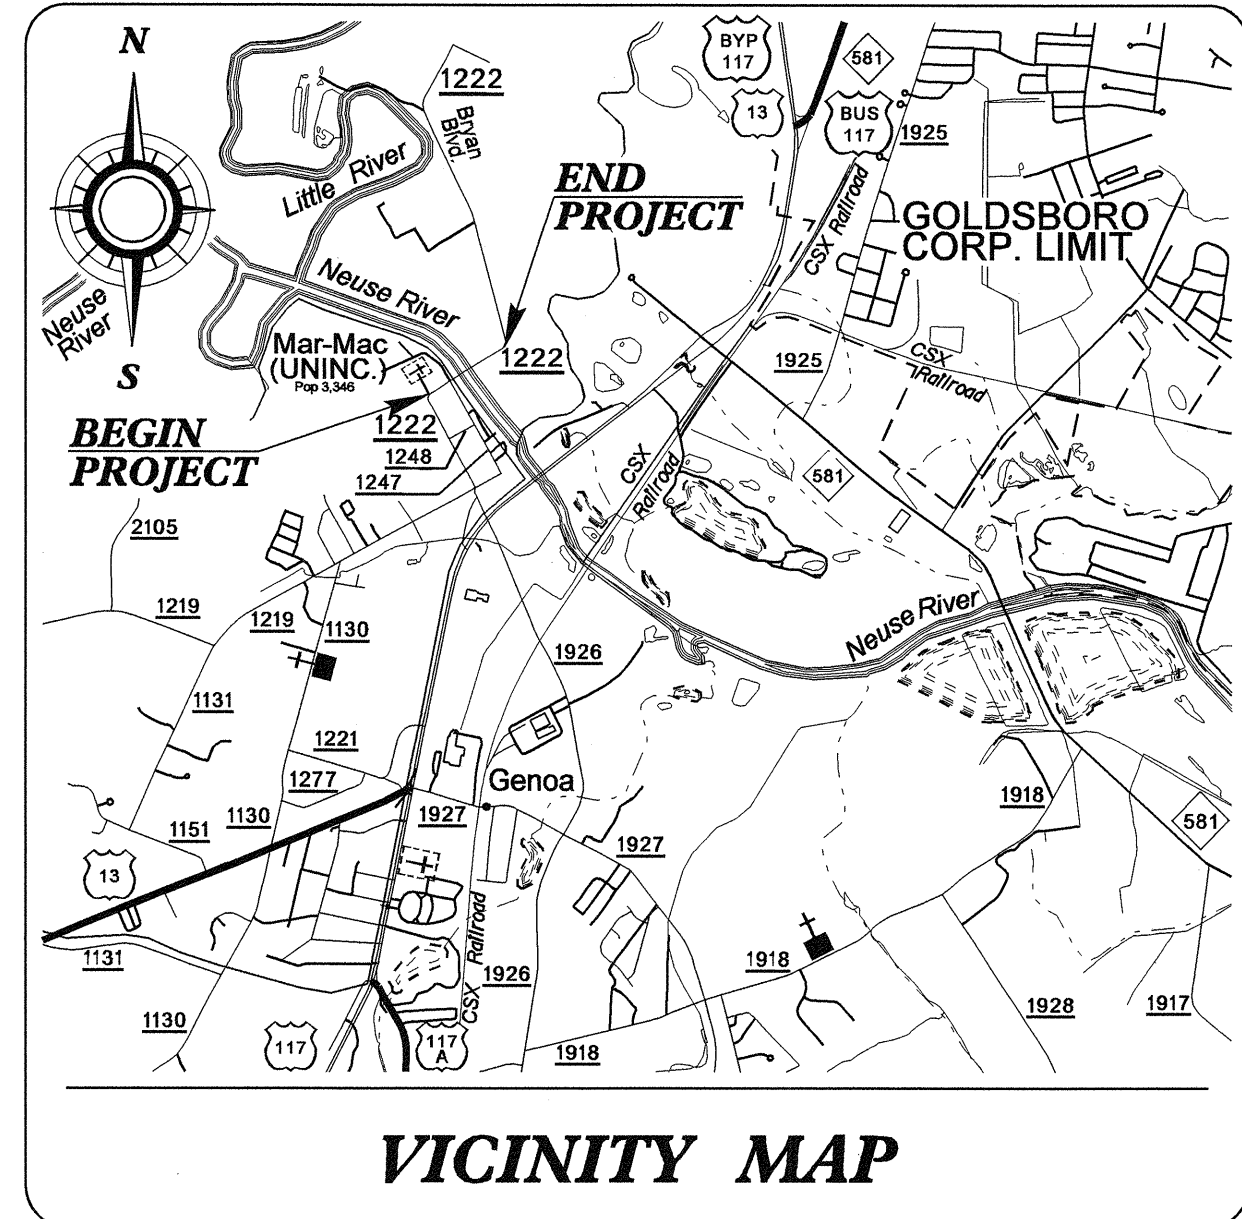 N
BYP
117
581
1222
13
BUS
117
1925
Bryan
Blvd.
Little River
END
PROJECT
CSX Railroad
GOLDSBORO
CORP. LIMIT
Neuse River
Neuse
River
S
Mar-Mac
(UNINC.)
Pop 3,346
1222
1925
CSX
Railroad
BEGIN
PROJECT
1222
1248
1247
CSX
Railroad
581
2105
1219
1219
1130
1926
Neuse River
1131
1221
1277
Genoa
1918
1151
1130
1927
1927
581
13
1131
CSX Railroad
1926
1918
1928
1917
1130
117
117
A
1918
VICINITY MAP